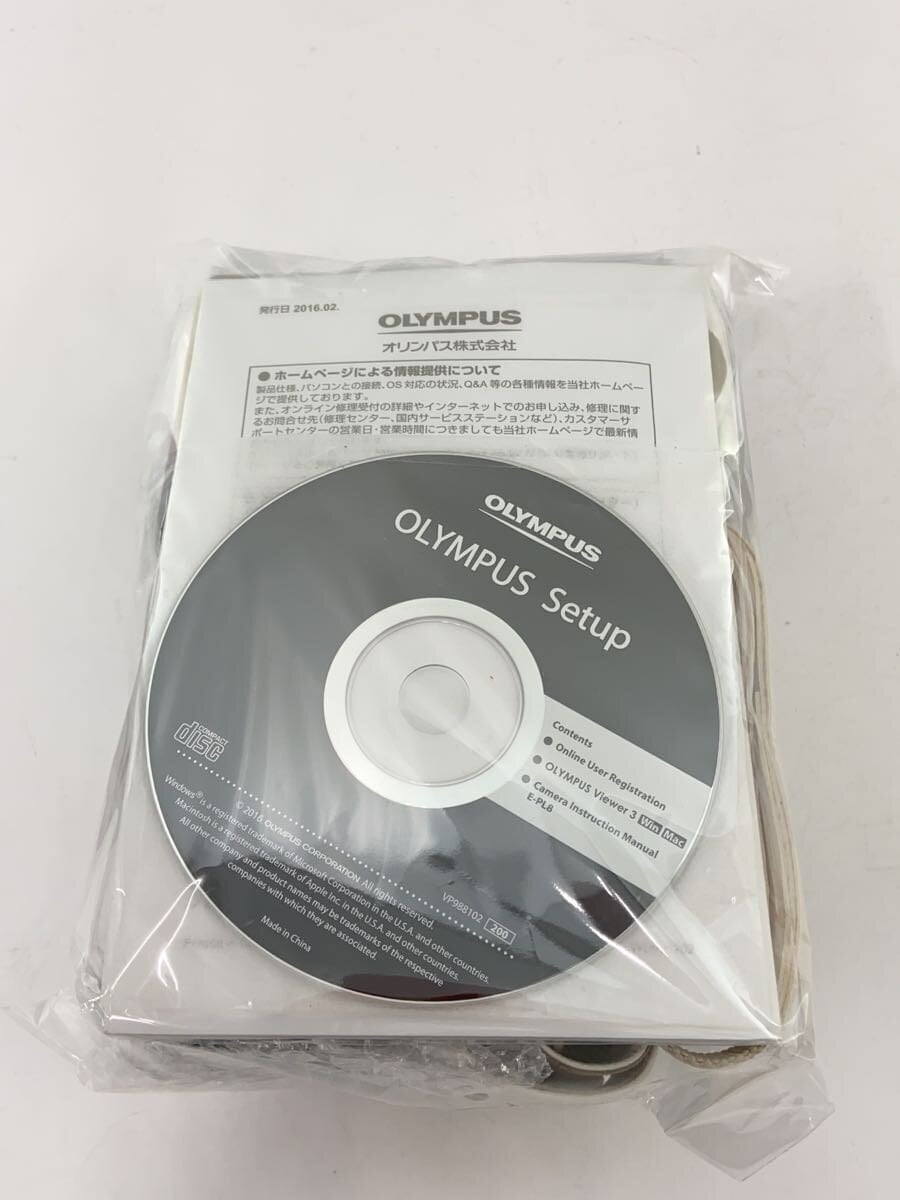 発行日 2016.02.
OLYMPUS
オリンパス株式会社
● ホームページによる情報提供について
製品仕様、パソコンとの接続、OS 対応の状況、Q&A 等の各種情報を当社ホームペー
ジで提供しております。
また、オンライン修理受付の詳細やインターネットでのお申し込み、修理に関す
るお問合せ先（修理センター、国内サービスステーションなど）、カスタマーサ
ポートセンターの営業日・営業時間につきましても当社ホームページで最新情
OLYMPUS
OLYMPUS Setup
COMPACT
disc
Contents
● Online User Registration
● OLYMPUS Viewer 3 Win Mac
● Camera Instruction Manual
E-PL8
VP988102 200
© 2016 OLYMPUS CORPORATION All rights reserved.
Windows® is a registered trademark of Microsoft Corporation in the U.S.A. and other countries.
Macintosh is a registered trademark of Apple Inc. in the U.S.A. and other countries.
All other company and product names may be trademarks of the respective
companies with which they are associated.
Made in China